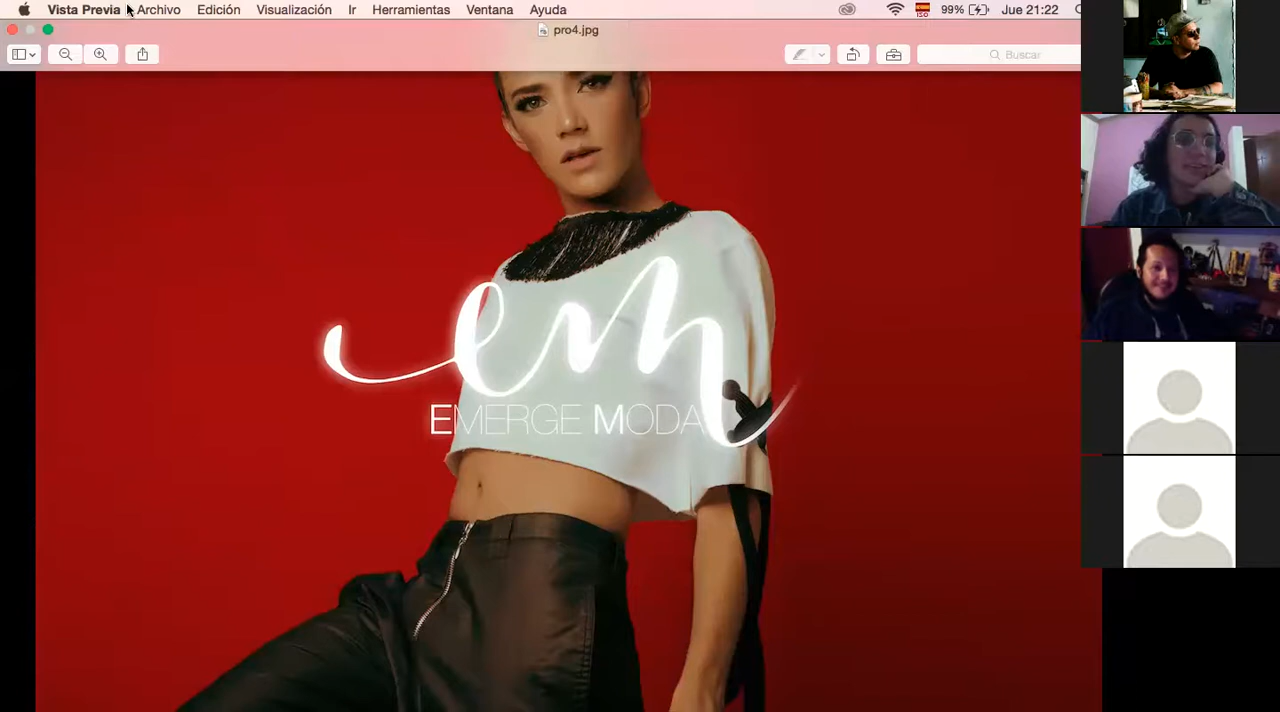 Vista Previa Archivo Edición Visualización Ir Herramientas Ventana Ayuda 99% Jue 21:22
ISO
pro4.jpg
Buscar
em
EMERGE MODA